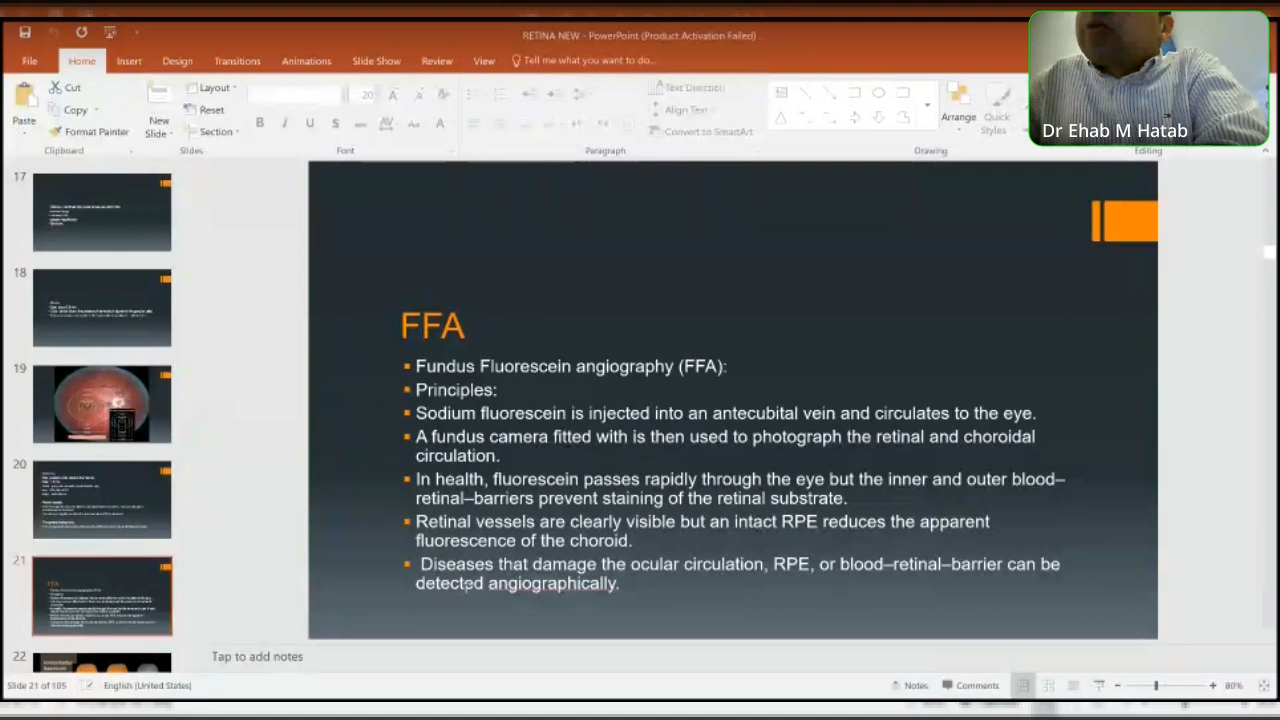 RETINA NEW - PowerPoint (Product Activation Failed)
File Home Insert Design Transitions Animations Slide Show Review View Tell me what you want to do...
Cut
Copy
Format Painter
Paste
Clipboard
New
Slide
Layout
Reset
Section
Slides
20
B I U S
Font
Text Direction
Align Text
Convert to SmartArt
Paragraph
Arrange
Quick
Styles
Drawing
Editing
Dr Ehab M Hatab
17
18
19
20
21
22
FFA
Fundus Fluorescein angiography (FFA):
Principles:
Sodium fluorescein is injected into an antecubital vein and circulates to the eye.
A fundus camera fitted with is then used to photograph the retinal and choroidal
circulation.
In health fluorescein passes rapidly through the eye but the inner and outer blood–
retinal–barriers prevent staining of the retinal substrate.
Retinal vessels are clearly visible but an intact RPE reduces the apparent
fluorescence of the choroid.
Diseases that damage the ocular circulation, RPE, or blood–retinal–barrier can be
detected angiographically.
Tap to add notes
Slide 21 of 105 English (United States) Notes Comments 80%